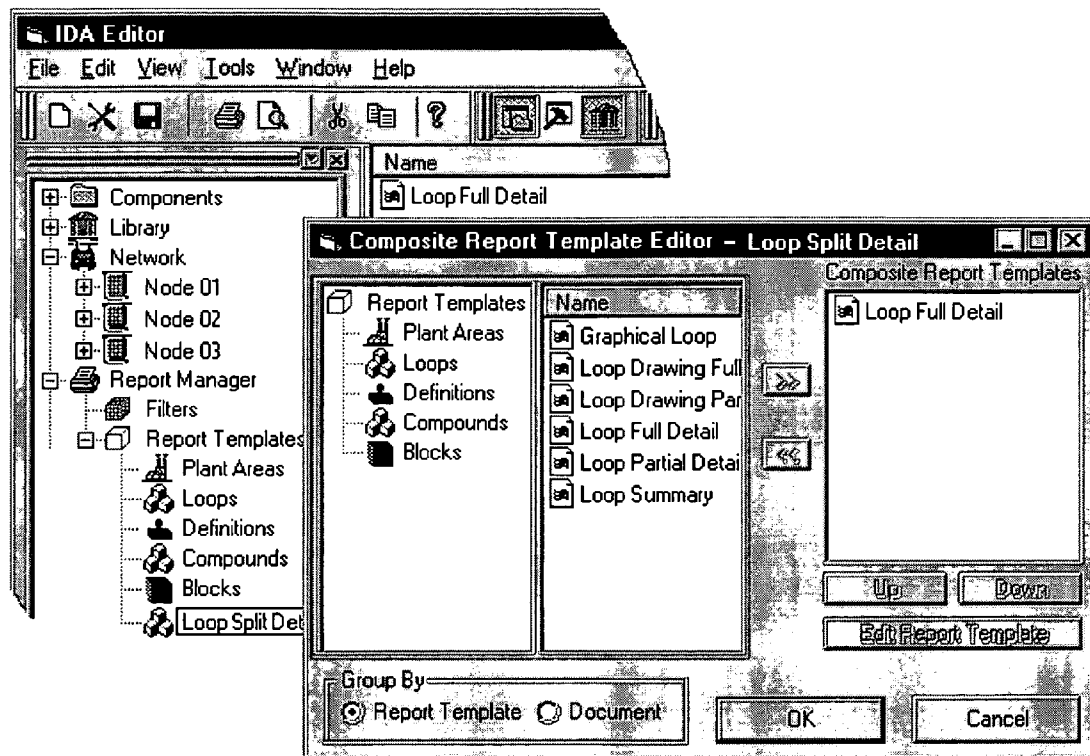 IDA Editor
File Edit View Tools Window Help
Name
Loop Full Detail
Components
Library
Network
Node 01
Node 02
Node 03
Report Manager
Filters
Report Templates
Plant Areas
Loops
Definitions
Compounds
Blocks
Loop Split Det
Composite Report Template Editor – Loop Split Detail
Report Templates
Plant Areas
Loops
Definitions
Compounds
Blocks
Name
Graphical Loop
Loop Drawing Full
Loop Drawing Par
Loop Full Detail
Loop Partial Detai
Loop Summary
>>
<<
Composite Report Templates
Loop Full Detail
Up Down
Edit Report Template
Group By
Report Template Document
OK Cancel